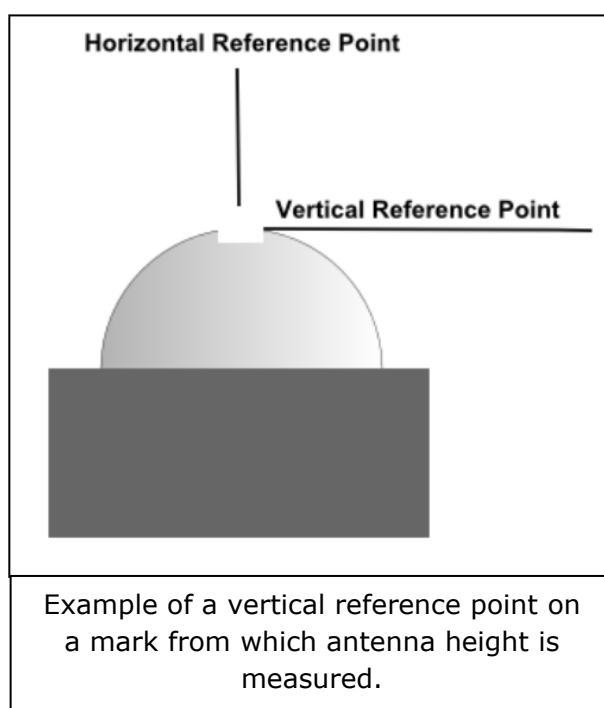 Horizontal Reference Point
Vertical Reference Point
Example of a vertical reference point on
a mark from which antenna height is
measured.